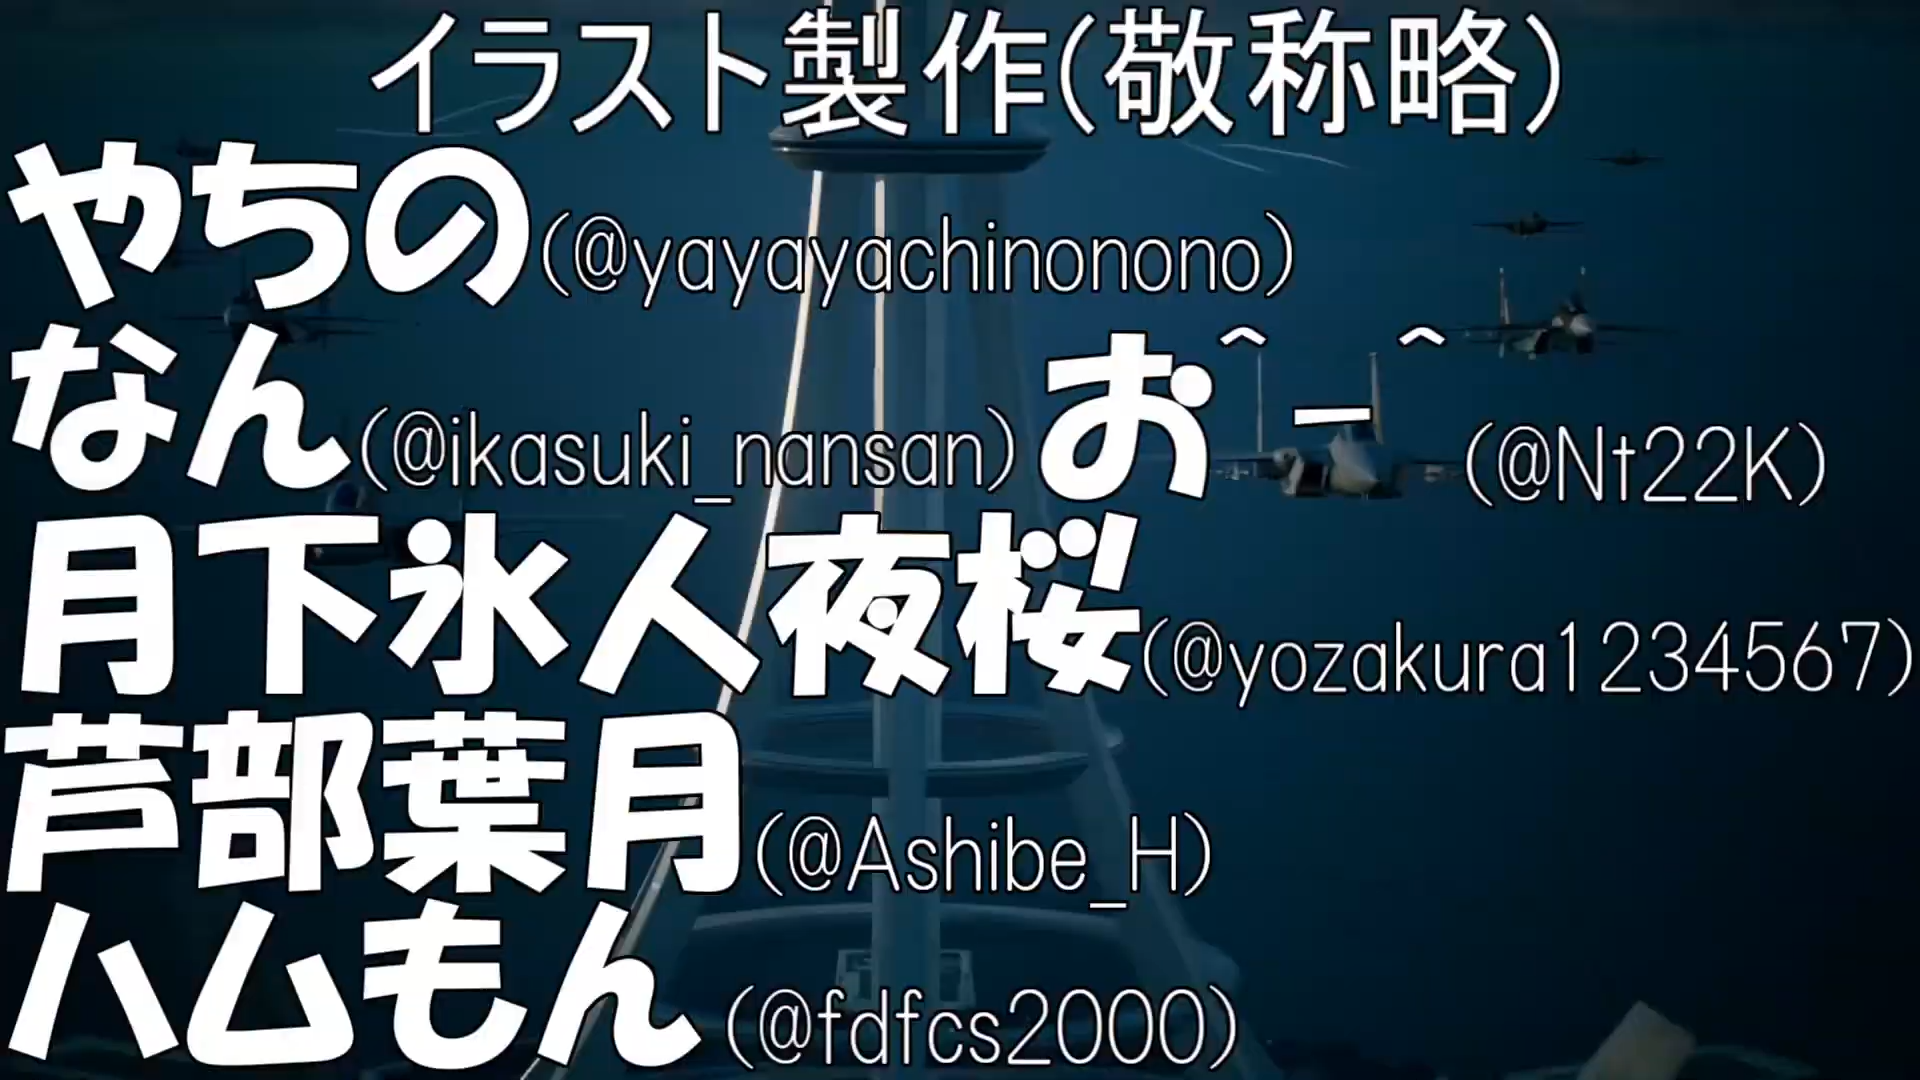 イラスト製作(敬称略)
やちの(@yayayachinonono)
なん(@ikasuki_nansan) お^ー^(@Nt22K)
月下氷人夜桜(@yozakura1234567)
芦部葉月(@Ashibe_H)
ハムもん(@fdfcs2000)